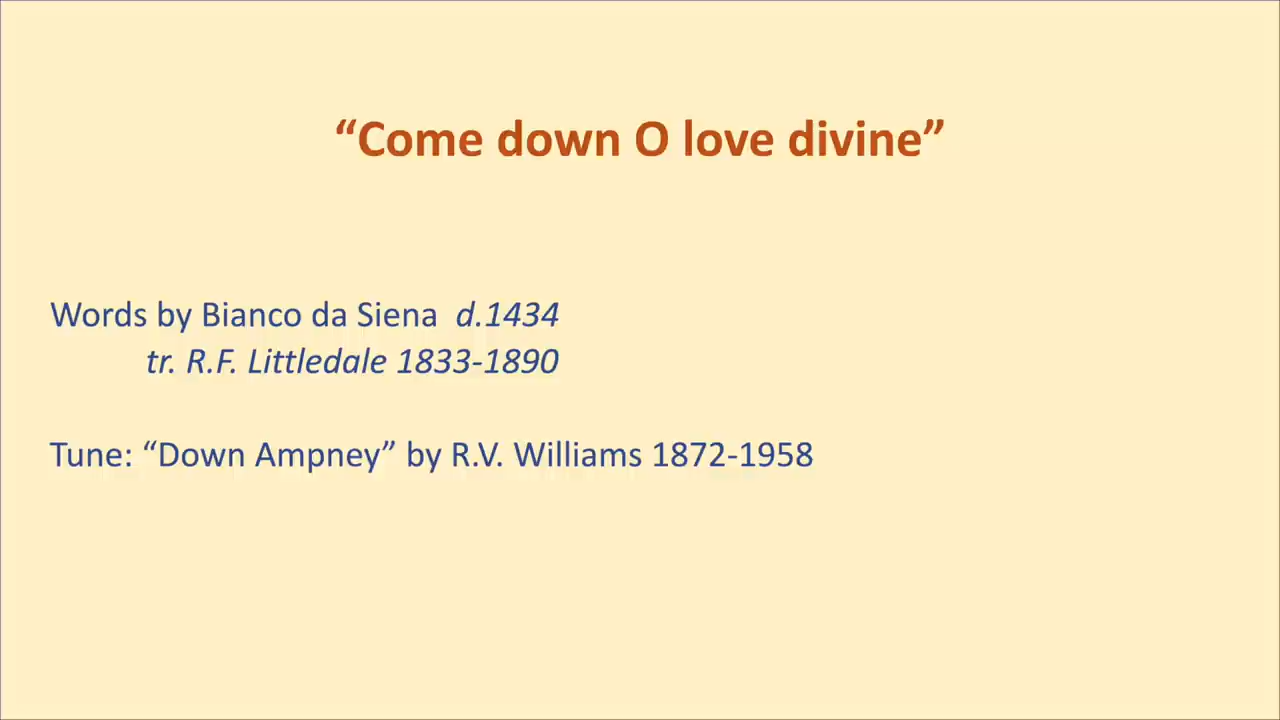 “Come down O love divine”
Words by Bianco da Siena d.1434
tr. R.F. Littledale 1833-1890
Tune: “Down Ampney” by R.V. Williams 1872-1958